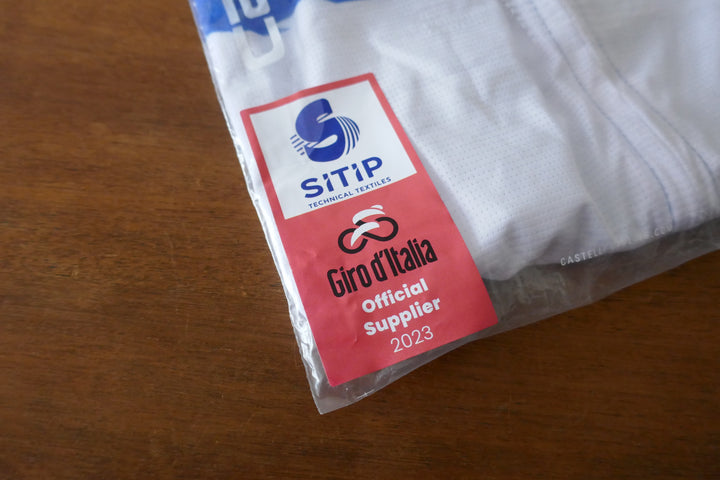 SITIP
TECHNICAL TEXTILES
Giro d'Italia
Official
Supplier
2023